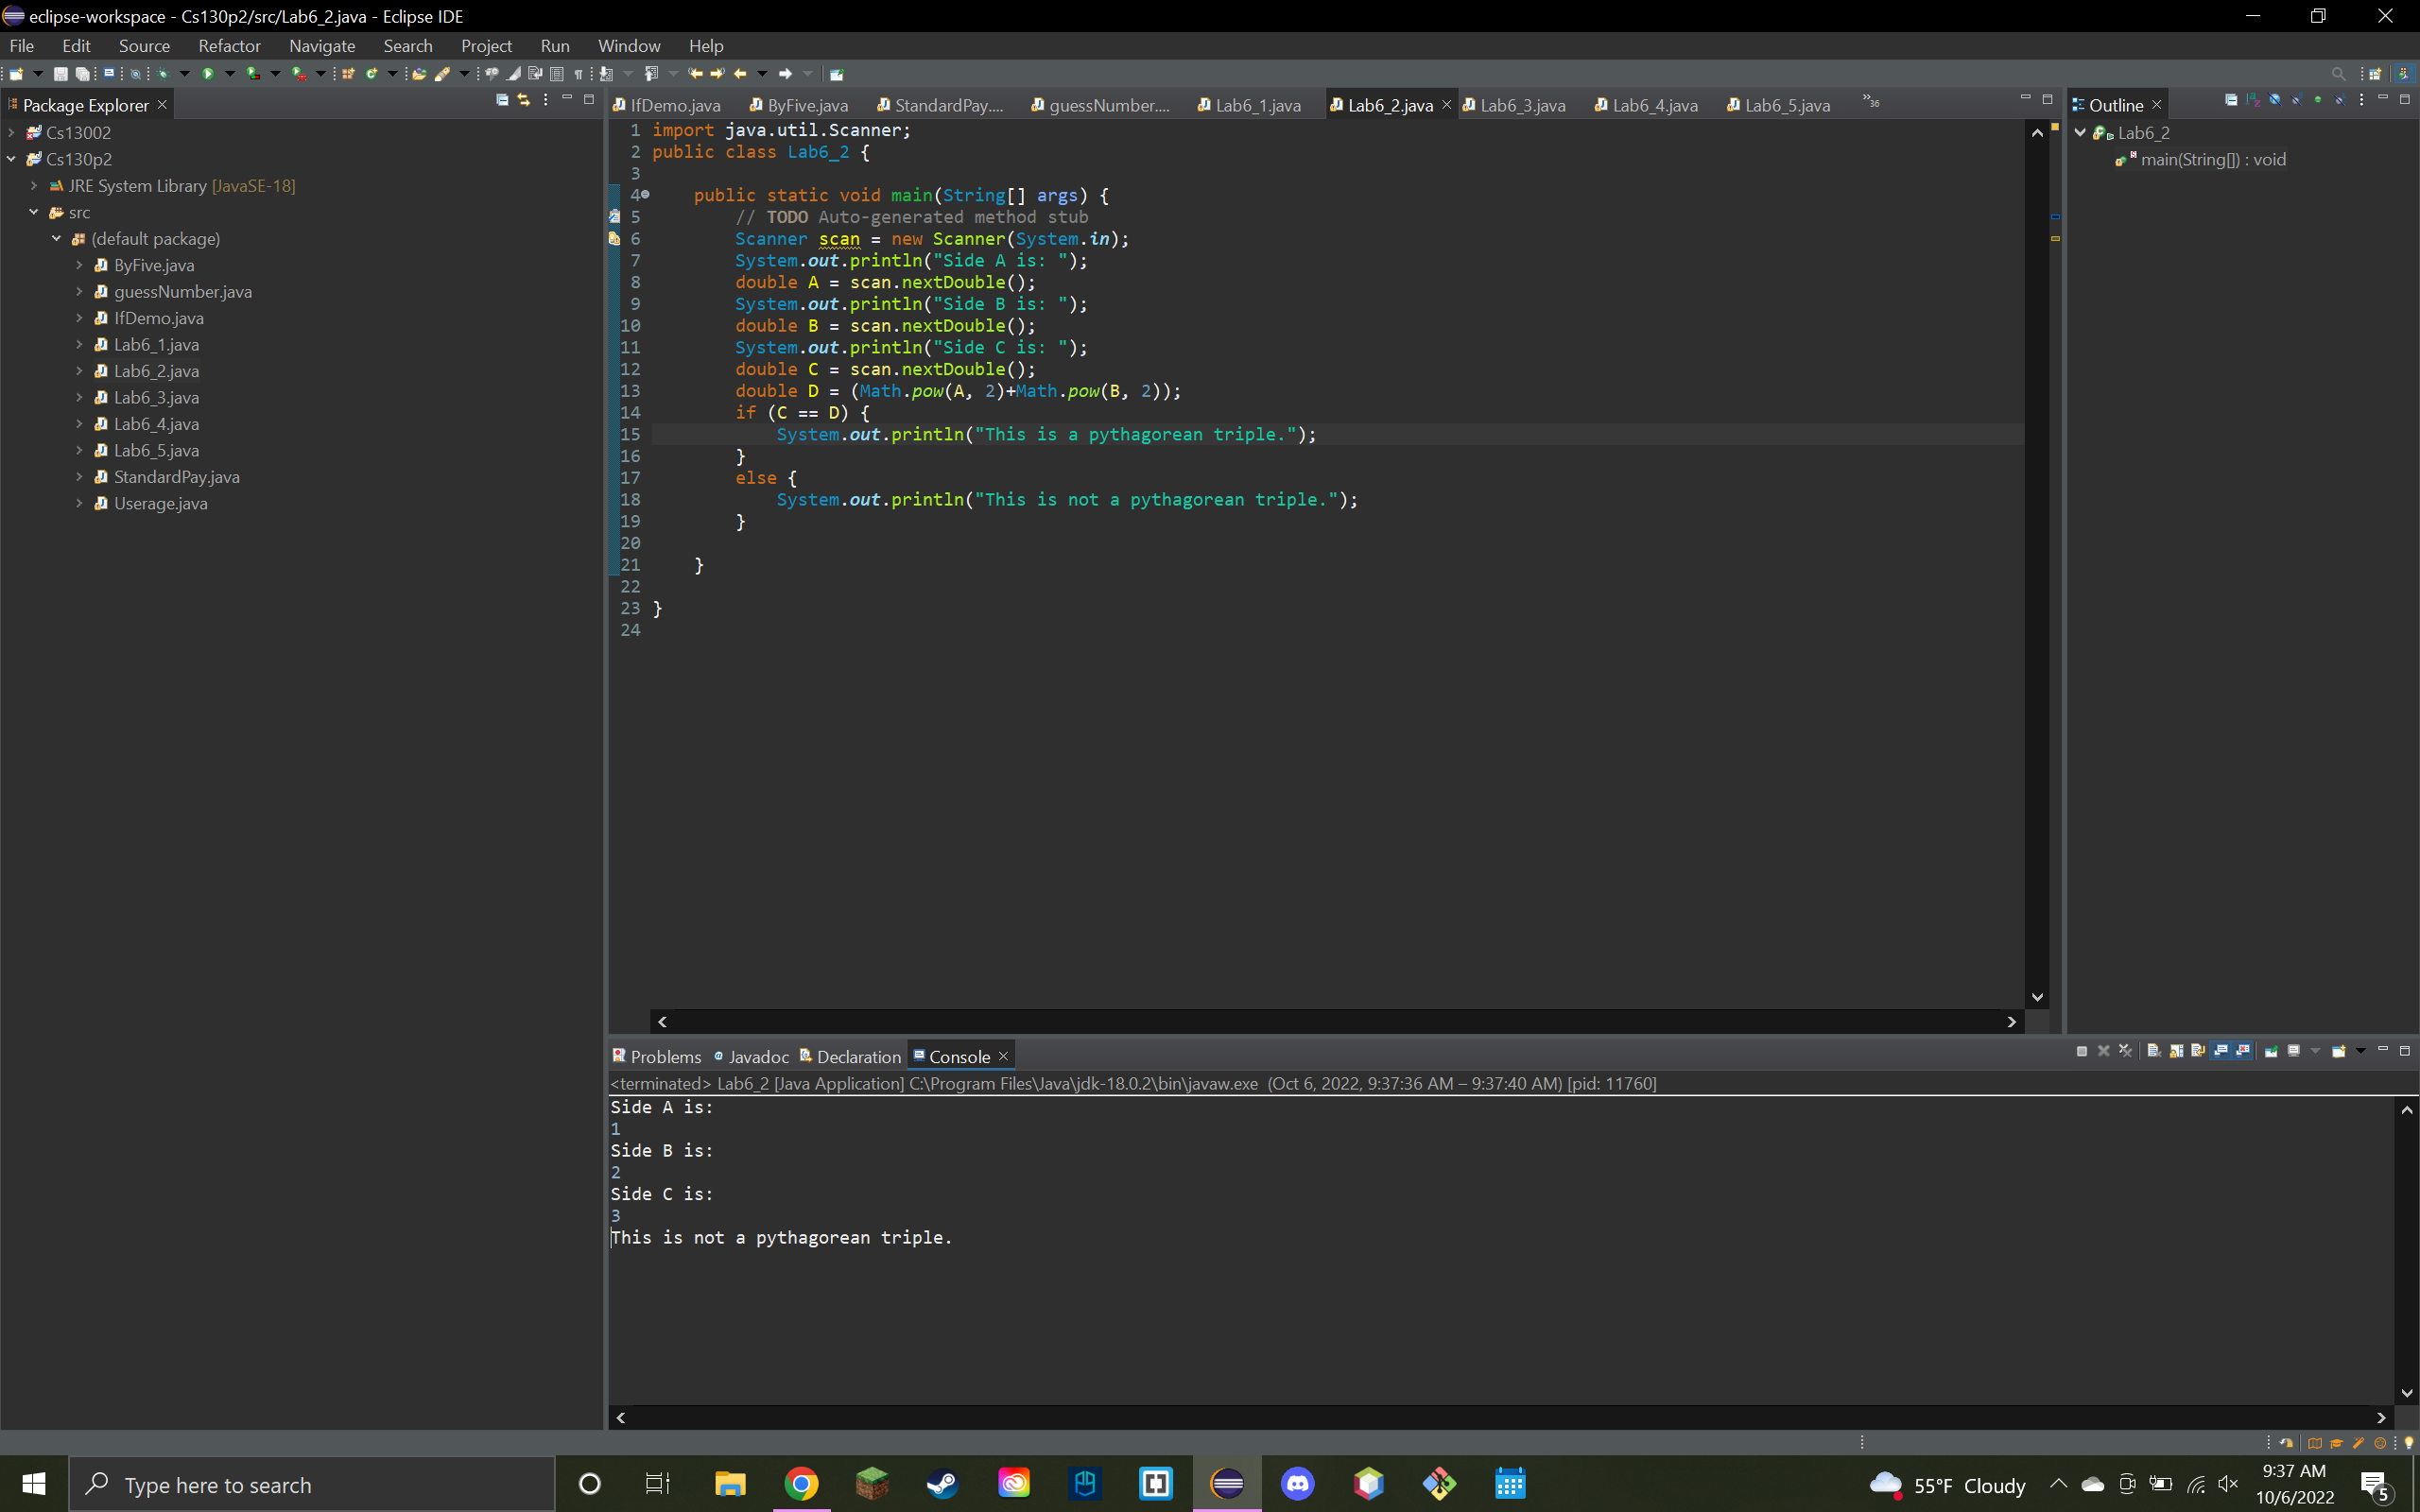 eclipse-workspace - Cs130p2/src/Lab6_2.java - Eclipse IDE
File Edit Source Refactor Navigate Search Project Run Window Help
Package Explorer
Cs13002
Cs130p2
JRE System Library [JavaSE-18]
src
(default package)
ByFive.java
guessNumber.java
IfDemo.java
Lab6_1.java
Lab6_2.java
Lab6_3.java
Lab6_4.java
Lab6_5.java
StandardPay.java
Userage.java
IfDemo.java ByFive.java StandardPay.... guessNumber.... Lab6_1.java Lab6_2.java Lab6_3.java Lab6_4.java Lab6_5.java »36
1 import java.util.Scanner;
2 public class Lab6_2 {
3
4 public static void main(String[] args) {
5 // TODO Auto-generated method stub
6 Scanner scan = new Scanner(System.in);
7 System.out.println("Side A is: ");
8 double A = scan.nextDouble();
9 System.out.println("Side B is: ");
10 double B = scan.nextDouble();
11 System.out.println("Side C is: ");
12 double C = scan.nextDouble();
13 double D = (Math.pow(A, 2)+Math.pow(B, 2));
14 if (C == D) {
15 System.out.println("This is a pythagorean triple.");
16 }
17 else {
18 System.out.println("This is not a pythagorean triple.");
19 }
20
21 }
22
23 }
24
Outline
Lab6_2
main(String[]) : void
Problems Javadoc Declaration Console
<terminated> Lab6_2 [Java Application] C:\Program Files\Java\jdk-18.0.2\bin\javaw.exe (Oct 6, 2022, 9:37:36 AM – 9:37:40 AM) [pid: 11760]
Side A is:
1
Side B is:
2
Side C is:
3
This is not a pythagorean triple.
Type here to search
55°F Cloudy
9:37 AM
10/6/2022
5